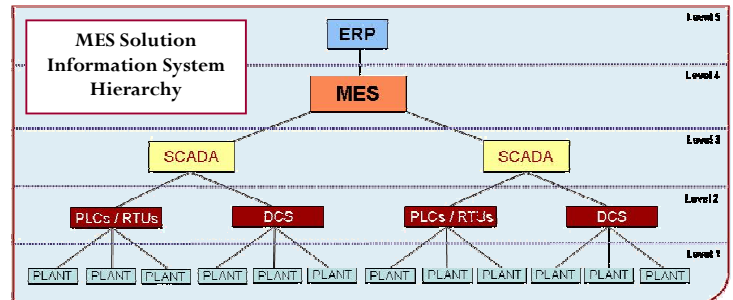 MES Solution
Information System
Hierarchy
ERP
Level 5
MES
Level 4
SCADA SCADA
Level 3
PLCs / RTUs DCS PLCs / RTUs DCS
Level 2
Level 1
PLANT PLANT PLANT PLANT PLANT PLANT PLANT PLANT PLANT PLANT PLANT PLANT